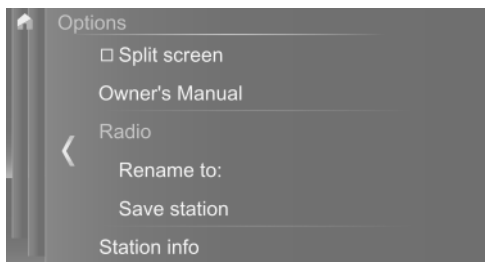 Options
Split screen
Owner's Manual
Radio
Rename to:
Save station
Station info